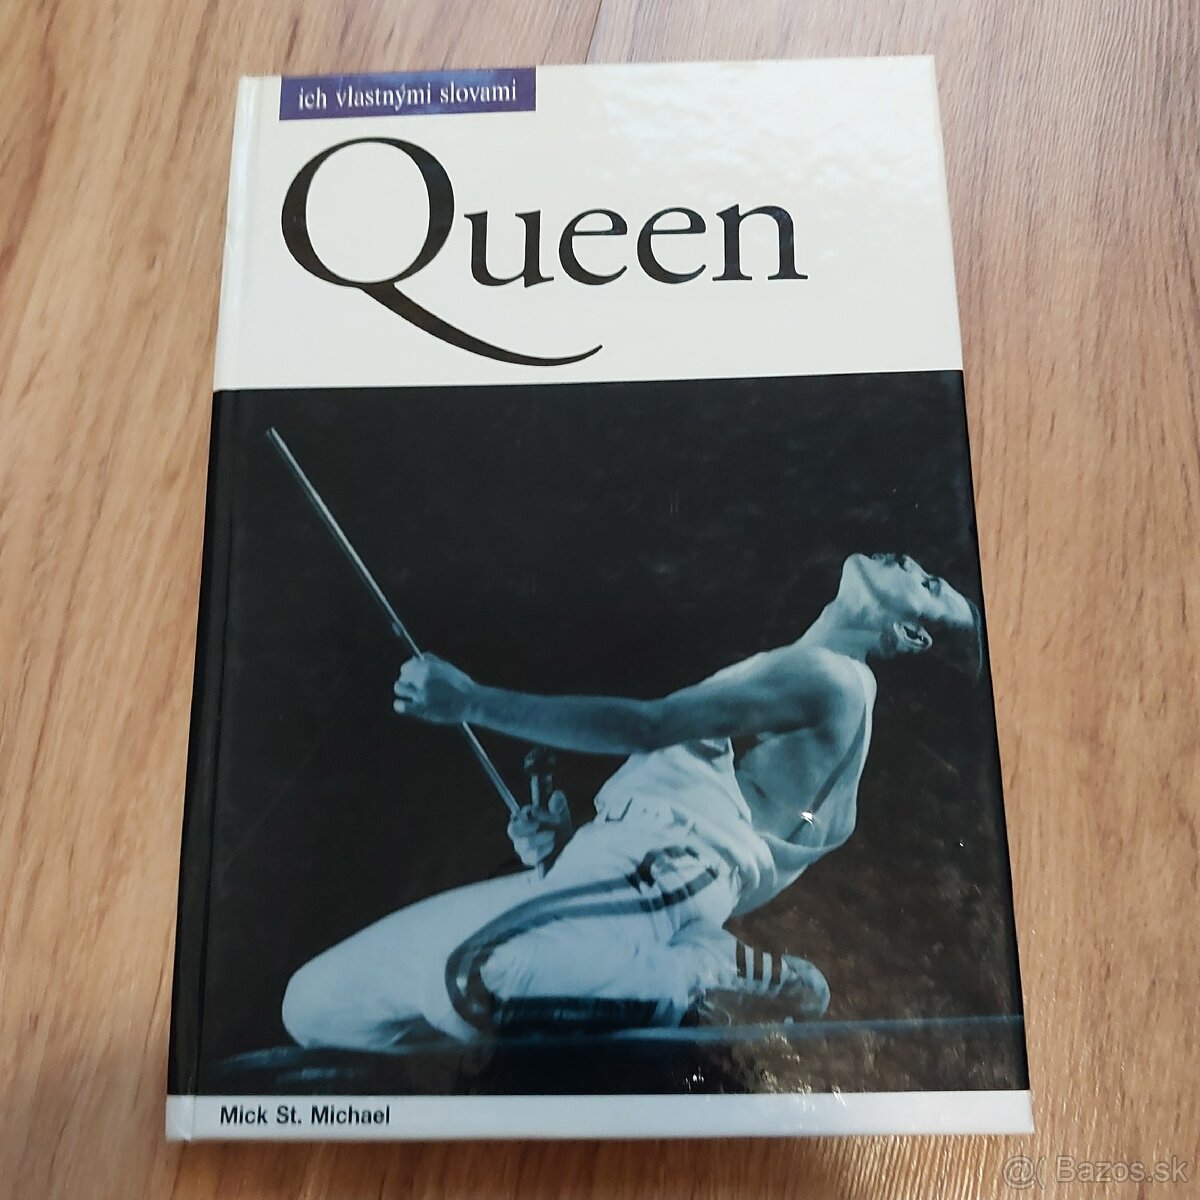 ich vlastnými slovami
Queen
Mick St. Michael
@( Bazos.sk